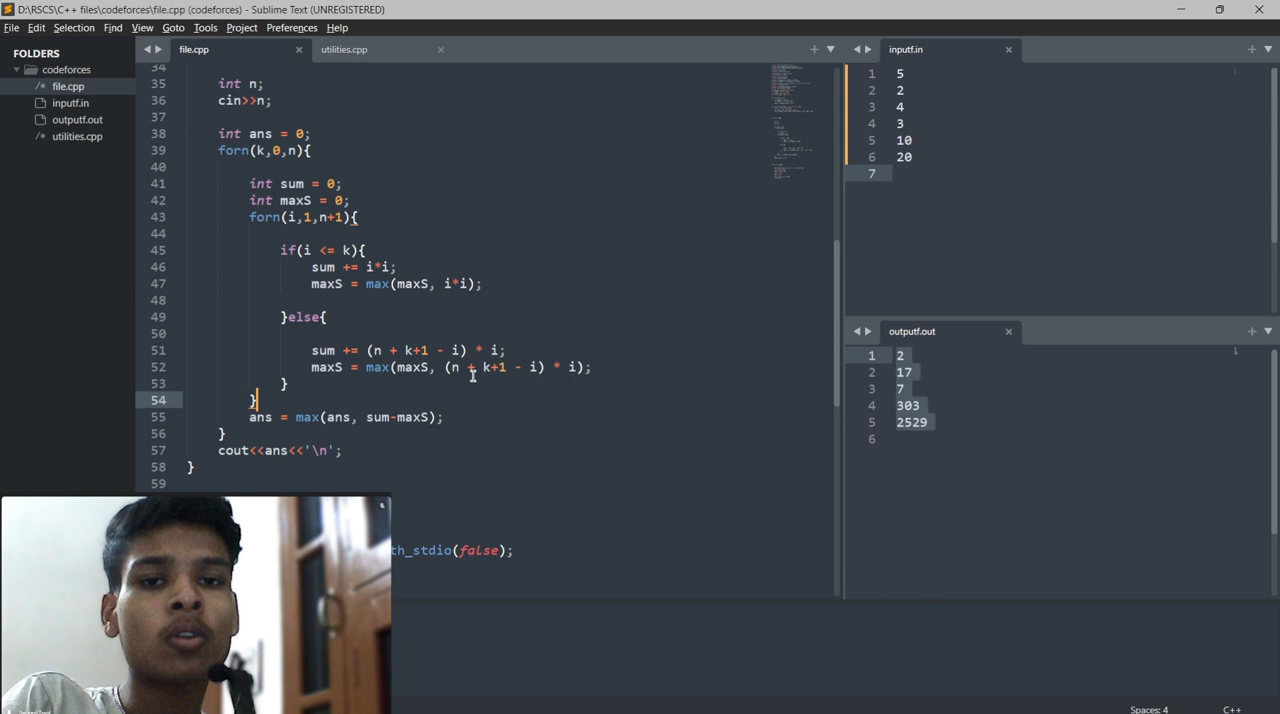 D:\RSCS\C++ files\codeforces\file.cpp (codeforces) - Sublime Text (UNREGISTERED)
File Edit Selection Find View Goto Tools Project Preferences Help
FOLDERS
codeforces
/* file.cpp
inputf.in
outputf.out
/* utilities.cpp
file.cpp utilities.cpp
34
35 int n;
36 cin>>n;
37
38 int ans = 0;
39 forn(k,0,n){
40
41 int sum = 0;
42 int maxS = 0;
43 forn(i,1,n+1){
44
45 if(i <= k){
46 sum += i*i;
47 maxS = max(maxS, i*i);
48
49 }else{
50
51 sum += (n + k+1 - i) * i;
52 maxS = max(maxS, (n + k+1 - i) * i);
53 }
54 }
55 ans = max(ans, sum-maxS);
56 }
57 cout<<ans<<'\n';
58 }
59
th_stdio(false);
inputf.in
1 5
2 2
3 4
4 3
5 10
6 20
7
outputf.out
1 2
2 17
3 7
4 303
5 2529
6
Spaces: 4 C++